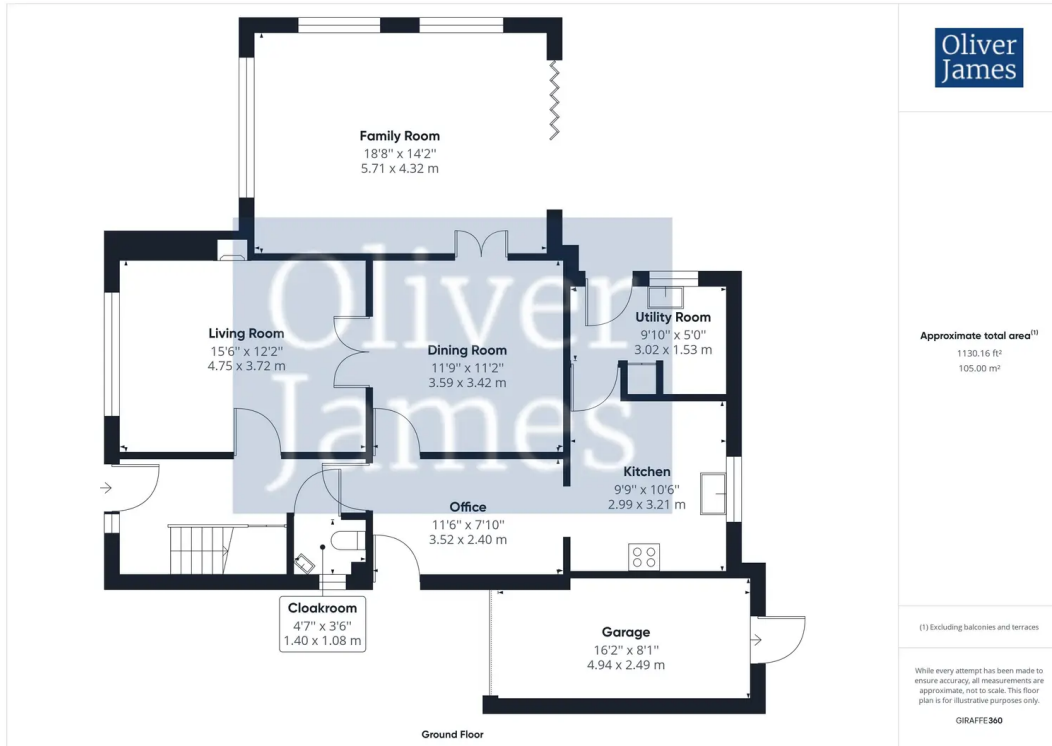 Oliver
James
Family Room
18'8" x 14'2"
5.71 x 4.32 m
Oliver
James
Living Room
15'6" x 12'2"
4.75 x 3.72 m
Dining Room
11'9" x 11'2"
3.59 x 3.42 m
Utility Room
9'10" x 5'0"
3.02 x 1.53 m
Kitchen
9'9" x 10'6"
2.99 x 3.21 m
Office
11'6" x 7'10"
3.52 x 2.40 m
Cloakroom
4'7" x 3'6"
1.40 x 1.08 m
Garage
16'2" x 8'1"
4.94 x 2.49 m
Ground Floor
Approximate total area(1)
1130.16 ft²
105.00 m²
(1) Excluding balconies and terraces
While every attempt has been made to
ensure accuracy, all measurements are
approximate, not to scale. This floor
plan is for illustrative purposes only.
GIRAFFE360